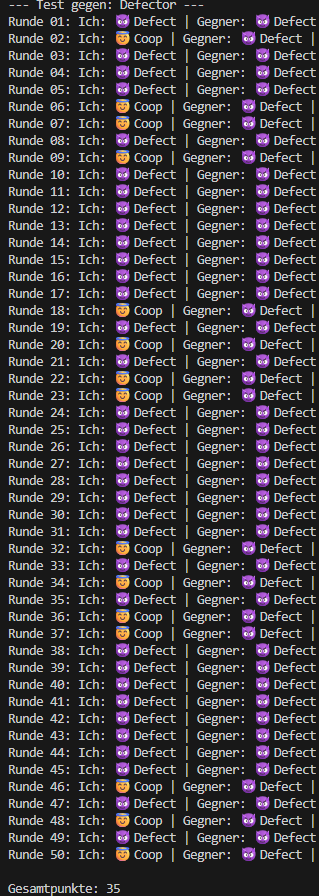 --- Test gegen: Defector ---
Runde 01: Ich: 😈 Defect | Gegner: 😈 Defect
Runde 02: Ich: 😇 Coop | Gegner: 😈 Defect |
Runde 03: Ich: 😈 Defect | Gegner: 😈 Defect
Runde 04: Ich: 😈 Defect | Gegner: 😈 Defect
Runde 05: Ich: 😈 Defect | Gegner: 😈 Defect
Runde 06: Ich: 😇 Coop | Gegner: 😈 Defect |
Runde 07: Ich: 😇 Coop | Gegner: 😈 Defect |
Runde 08: Ich: 😈 Defect | Gegner: 😈 Defect
Runde 09: Ich: 😇 Coop | Gegner: 😈 Defect |
Runde 10: Ich: 😈 Defect | Gegner: 😈 Defect
Runde 11: Ich: 😈 Defect | Gegner: 😈 Defect
Runde 12: Ich: 😈 Defect | Gegner: 😈 Defect
Runde 13: Ich: 😈 Defect | Gegner: 😈 Defect
Runde 14: Ich: 😈 Defect | Gegner: 😈 Defect
Runde 15: Ich: 😈 Defect | Gegner: 😈 Defect
Runde 16: Ich: 😈 Defect | Gegner: 😈 Defect
Runde 17: Ich: 😈 Defect | Gegner: 😈 Defect
Runde 18: Ich: 😇 Coop | Gegner: 😈 Defect |
Runde 19: Ich: 😈 Defect | Gegner: 😈 Defect
Runde 20: Ich: 😇 Coop | Gegner: 😈 Defect |
Runde 21: Ich: 😈 Defect | Gegner: 😈 Defect
Runde 22: Ich: 😇 Coop | Gegner: 😈 Defect |
Runde 23: Ich: 😇 Coop | Gegner: 😈 Defect |
Runde 24: Ich: 😈 Defect | Gegner: 😈 Defect
Runde 25: Ich: 😈 Defect | Gegner: 😈 Defect
Runde 26: Ich: 😈 Defect | Gegner: 😈 Defect
Runde 27: Ich: 😈 Defect | Gegner: 😈 Defect
Runde 28: Ich: 😈 Defect | Gegner: 😈 Defect
Runde 29: Ich: 😈 Defect | Gegner: 😈 Defect
Runde 30: Ich: 😈 Defect | Gegner: 😈 Defect
Runde 31: Ich: 😈 Defect | Gegner: 😈 Defect
Runde 32: Ich: 😇 Coop | Gegner: 😈 Defect |
Runde 33: Ich: 😈 Defect | Gegner: 😈 Defect
Runde 34: Ich: 😇 Coop | Gegner: 😈 Defect |
Runde 35: Ich: 😈 Defect | Gegner: 😈 Defect
Runde 36: Ich: 😇 Coop | Gegner: 😈 Defect |
Runde 37: Ich: 😇 Coop | Gegner: 😈 Defect |
Runde 38: Ich: 😈 Defect | Gegner: 😈 Defect
Runde 39: Ich: 😈 Defect | Gegner: 😈 Defect
Runde 40: Ich: 😈 Defect | Gegner: 😈 Defect
Runde 41: Ich: 😈 Defect | Gegner: 😈 Defect
Runde 42: Ich: 😈 Defect | Gegner: 😈 Defect
Runde 43: Ich: 😈 Defect | Gegner: 😈 Defect
Runde 44: Ich: 😈 Defect | Gegner: 😈 Defect
Runde 45: Ich: 😈 Defect | Gegner: 😈 Defect
Runde 46: Ich: 😇 Coop | Gegner: 😈 Defect |
Runde 47: Ich: 😈 Defect | Gegner: 😈 Defect
Runde 48: Ich: 😇 Coop | Gegner: 😈 Defect |
Runde 49: Ich: 😈 Defect | Gegner: 😈 Defect
Runde 50: Ich: 😇 Coop | Gegner: 😈 Defect |
Gesamtpunkte: 35